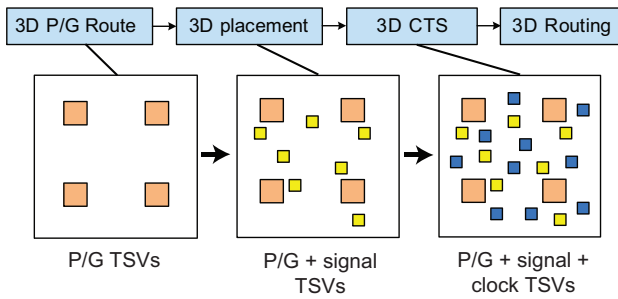 3D P/G Route
3D placement
3D CTS
3D Routing
P/G TSVs
P/G + signal
TSVs
P/G + signal +
clock TSVs